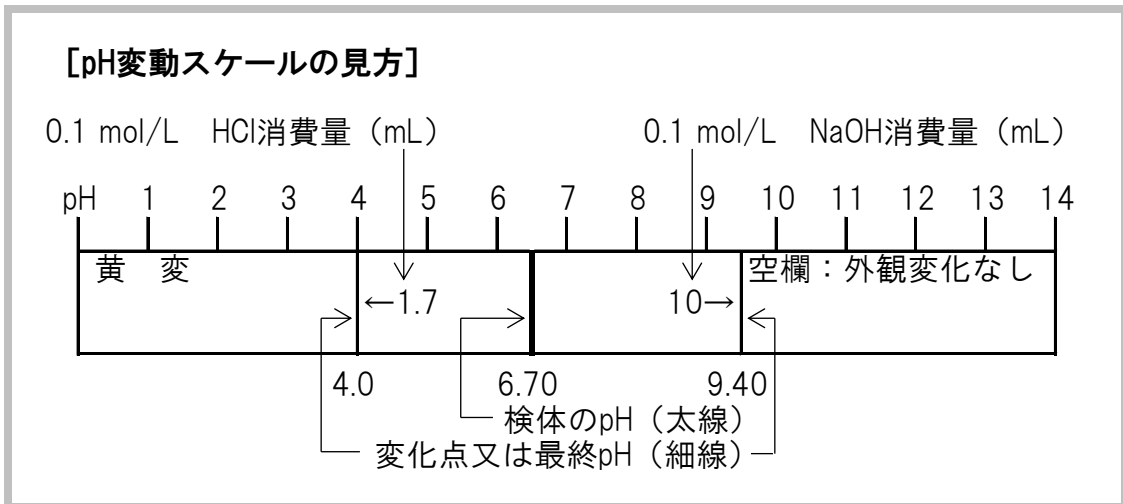 ［pH変動スケールの見方］
0.1 mol/L　HCl消費量（mL）　0.1 mol/L　NaOH消費量（mL）
pH 1 2 3 4 5 6 7 8 9 10 11 12 13 14
黄　変　空欄：外観変化なし
←1.7　10→
4.0　6.70　9.40
検体のpH（太線）
変化点又は最終pH（細線）